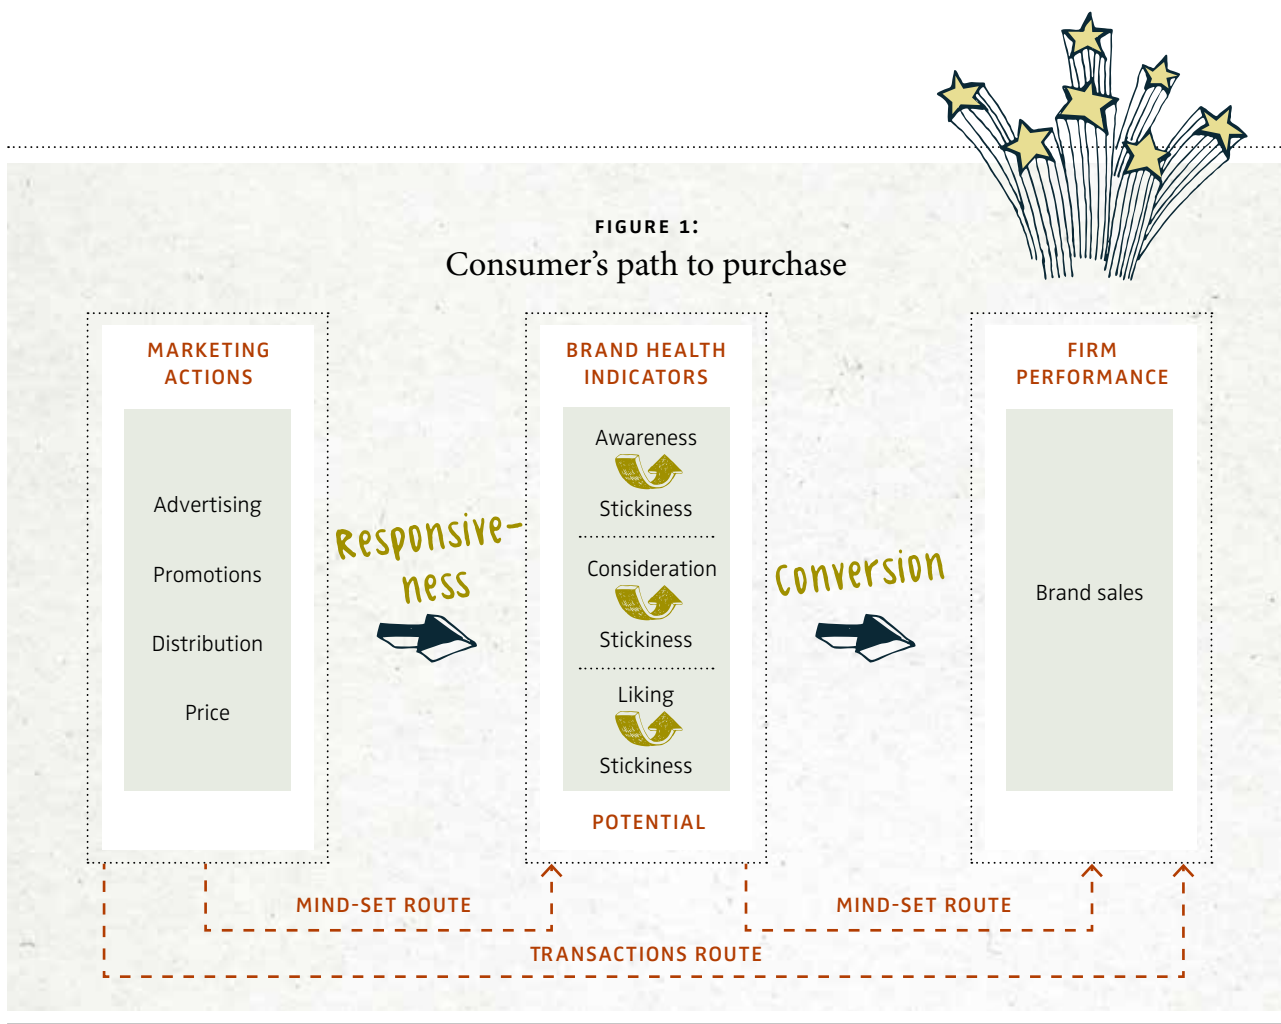 FIGURE 1:
Consumer's path to purchase
MARKETING
ACTIONS
Advertising
Promotions
Distribution
Price
Responsive-
ness
BRAND HEALTH
INDICATORS
Awareness
Stickiness
Consideration
Stickiness
Liking
Stickiness
POTENTIAL
Conversion
FIRM
PERFORMANCE
Brand sales
MIND-SET ROUTE
MIND-SET ROUTE
TRANSACTIONS ROUTE